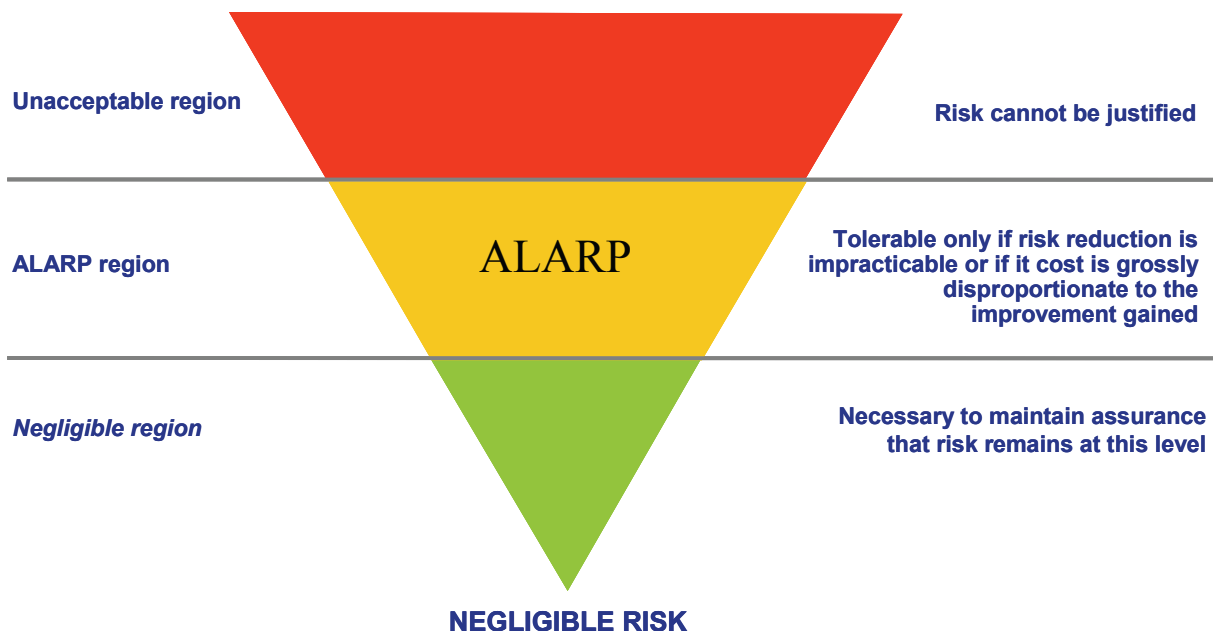 Unacceptable region
Risk cannot be justified
ALARP region
ALARP
Tolerable only if risk reduction is
impracticable or if it cost is grossly
disproportionate to the
improvement gained
Negligible region
Necessary to maintain assurance
that risk remains at this level
NEGLIGIBLE RISK